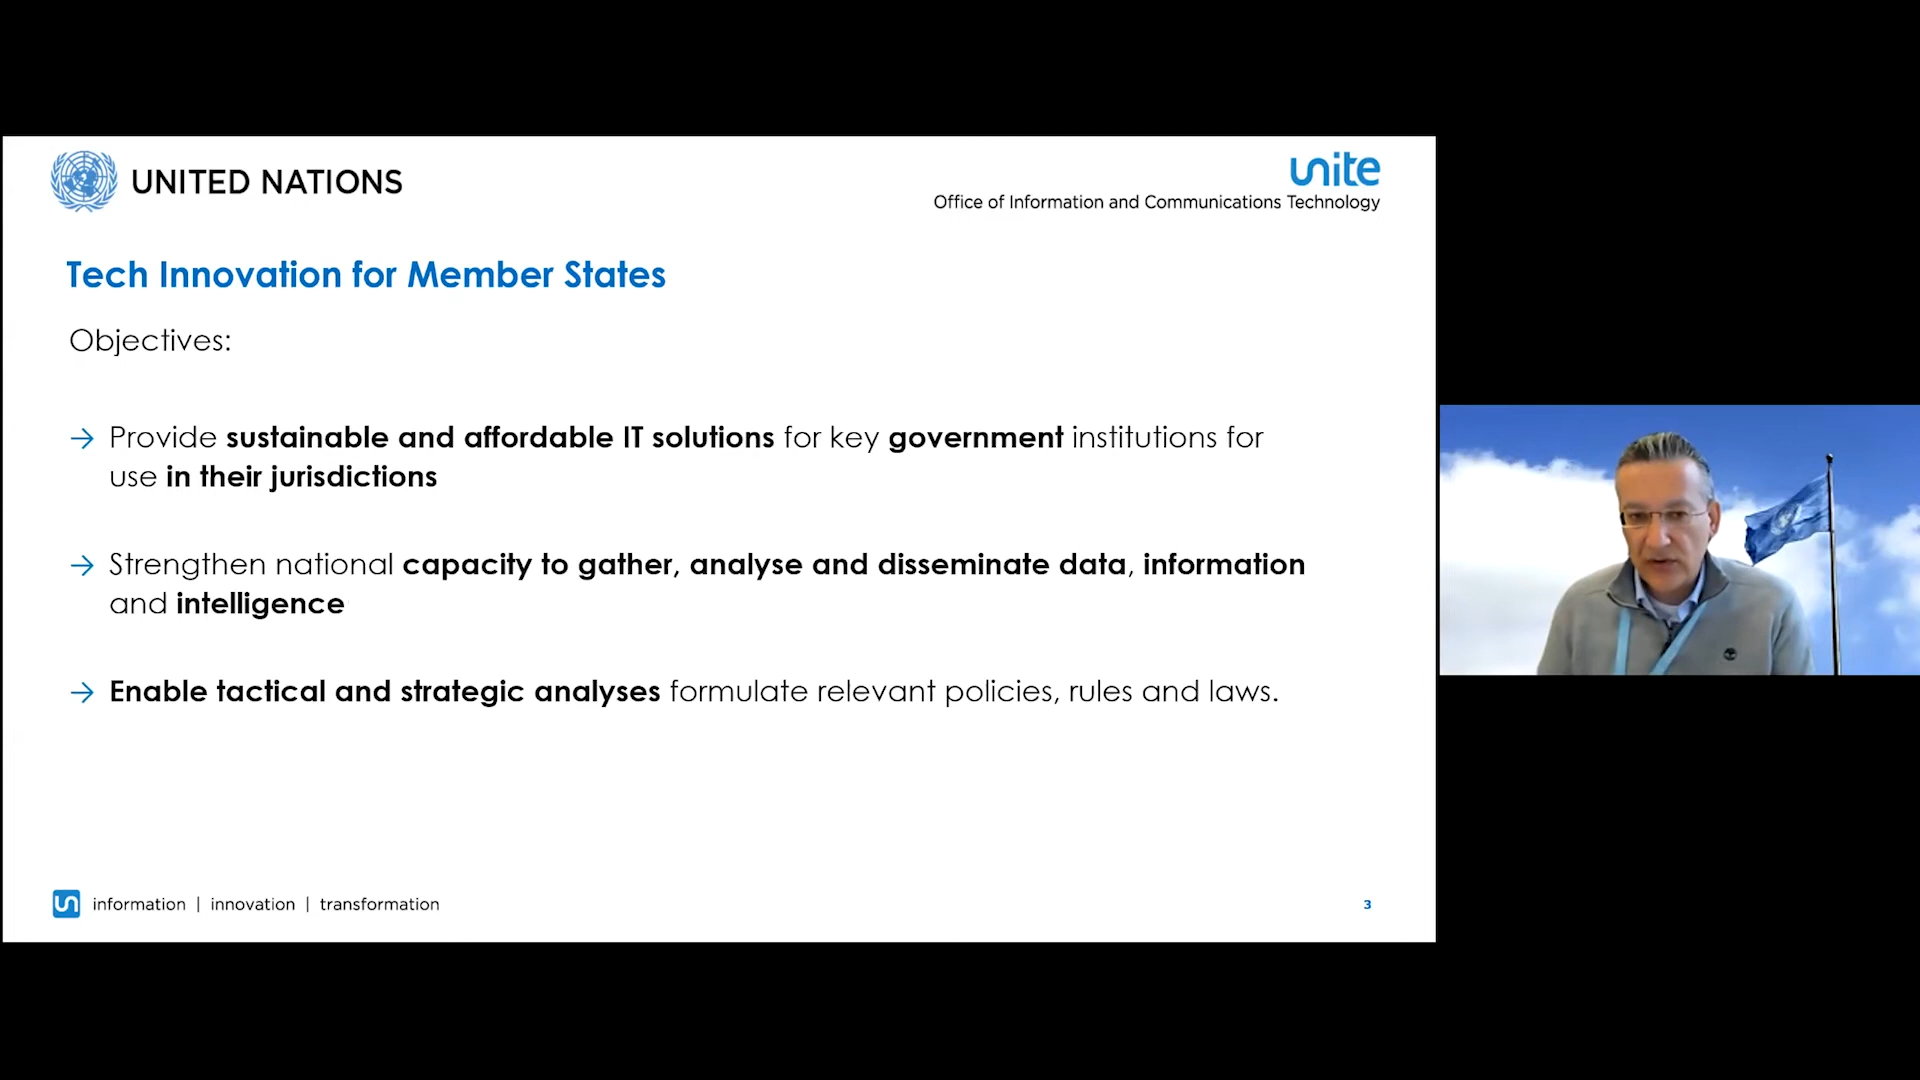 UNITED NATIONS
unite
Office of Information and Communications Technology
Tech Innovation for Member States
Objectives:
→ Provide sustainable and affordable IT solutions for key government institutions for
use in their jurisdictions
→ Strengthen national capacity to gather, analyse and disseminate data, information
and intelligence
→ Enable tactical and strategic analyses formulate relevant policies, rules and laws.
un information | innovation | transformation
3